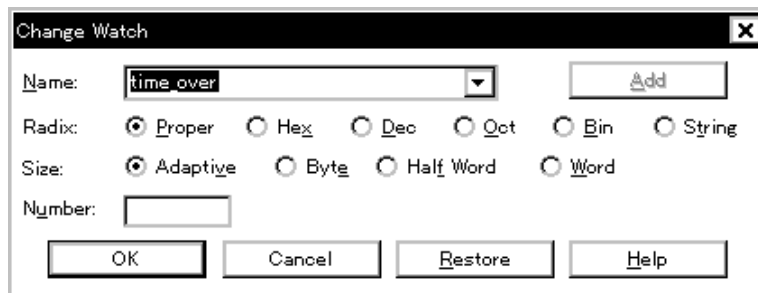 Change Watch
Name: time_over Add
Radix: Proper Hex Dec Oct Bin String
Size: Adaptive Byte Half Word Word
Number:
OK Cancel Restore Help